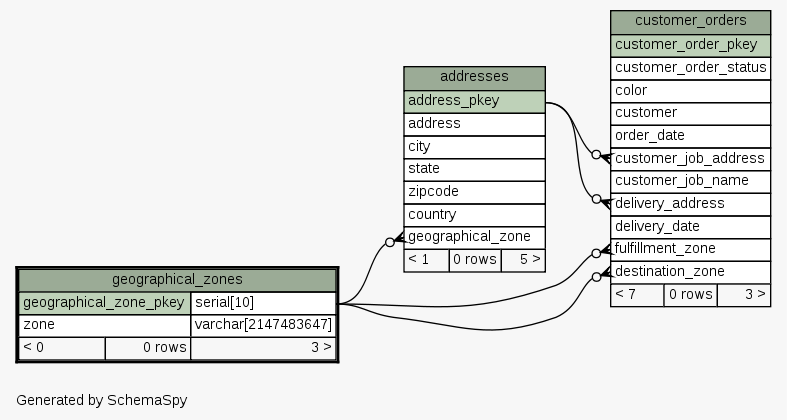 geographical_zones
geographical_zone_pkey serial[10]
zone varchar[2147483647]
< 0 0 rows 3 >
addresses
address_pkey
address
city
state
zipcode
country
geographical_zone
< 1 0 rows 5 >
customer_orders
customer_order_pkey
customer_order_status
color
customer
order_date
customer_job_address
customer_job_name
delivery_address
delivery_date
fulfillment_zone
destination_zone
< 7 0 rows 3 >
Generated by SchemaSpy